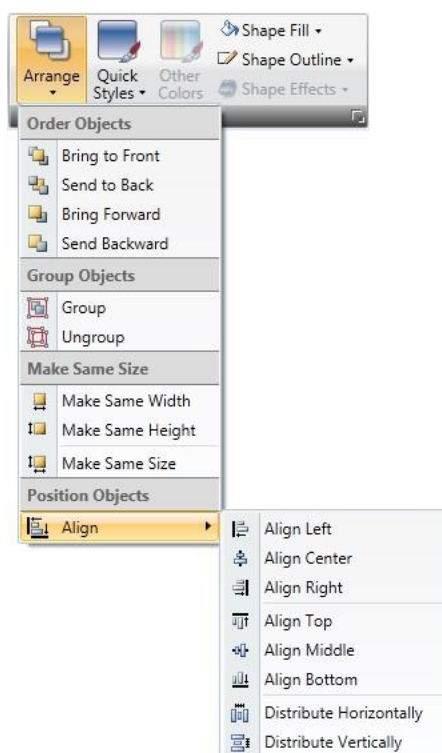 Arrange
Quick
Styles
Other
Colors
Shape Fill
Shape Outline
Shape Effects
Order Objects
Bring to Front
Send to Back
Bring Forward
Send Backward
Group Objects
Group
Ungroup
Make Same Size
Make Same Width
Make Same Height
Make Same Size
Position Objects
Align
Align Left
Align Center
Align Right
Align Top
Align Middle
Align Bottom
Distribute Horizontally
Distribute Vertically